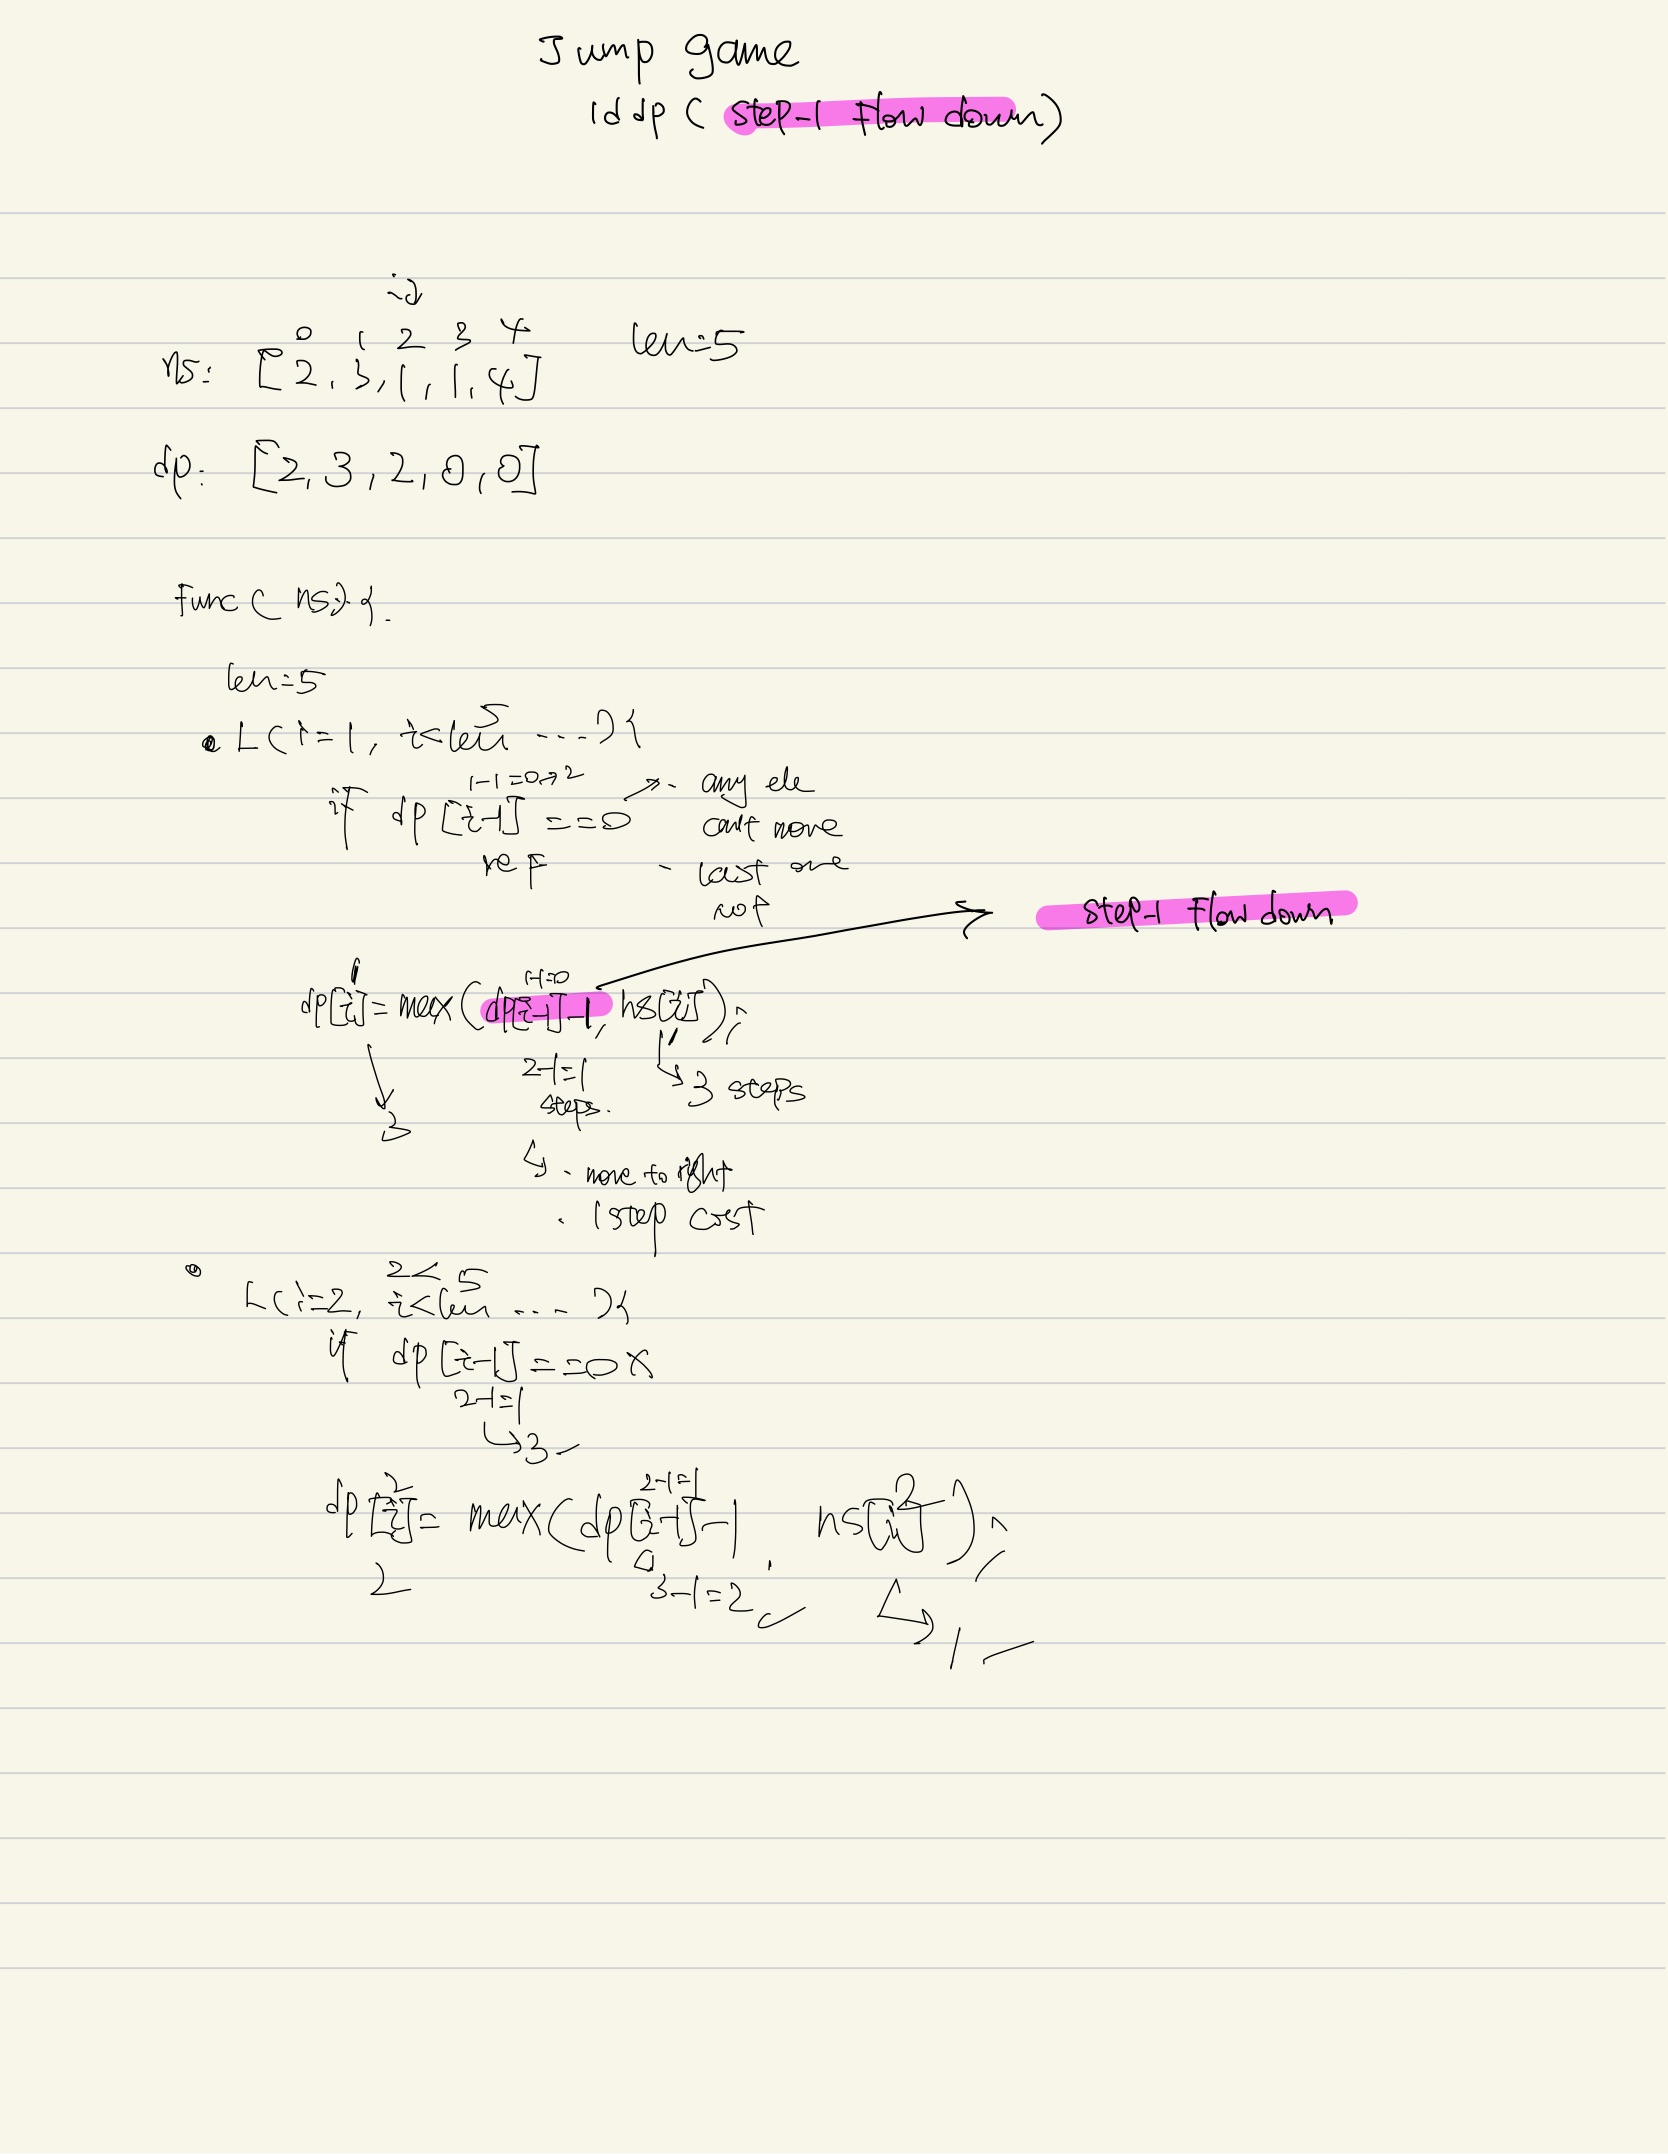 Jump game
1d dp ( step-1 Flow down)
i
0 1 2 3 4
len=5
ns: [2, 3, 1, 1, 4]
dp: [2, 3, 2, 0, 0]
Func ( ns) {
len=5
5
L(i=1, i<len ....){
1-1=0→2
if dp[i-1] ==0 → - any ele
can't move
re F - last one
not
step-1 Flow down
1 1-1=0
dp[i]= max(dp[i-1]-1, ns[i]);
1
2-1=1 ↳ 3 steps
steps.
3
↳ - move to right
. 1 step cost
2< 5
L(i=2, i<len .... ){
if dp[i-1] ==0 x
2-1=1
↳3
2 2-1=1 2
dp[i]= max(dp[i-1]-1, ns[i]);
2 3-1=2 ✓
↳ 1